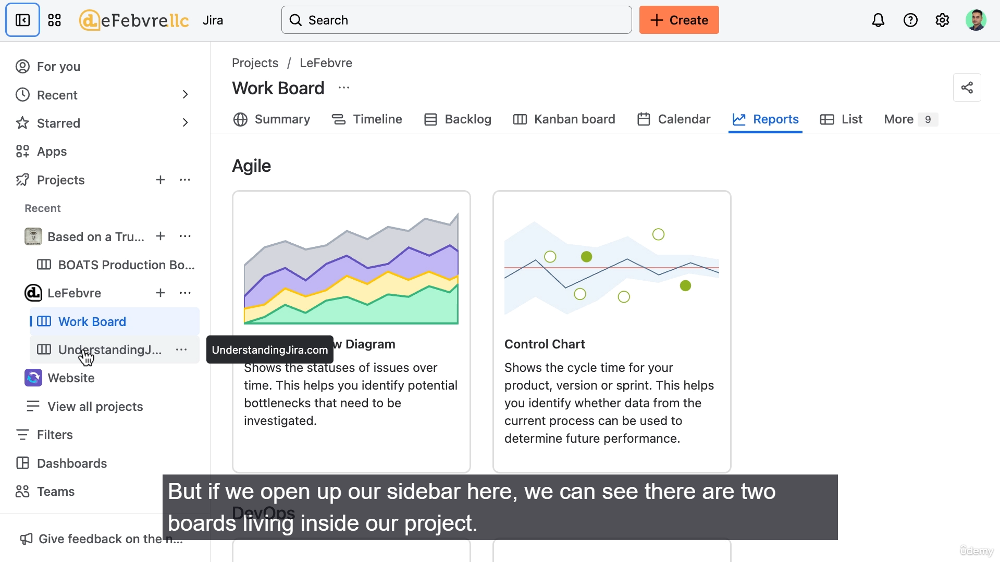 deFebvrellc Jira
Search
Create
For you
Recent
Starred
Apps
Projects
Recent
Based on a Tru...
BOATS Production Bo...
LeFebvre
Work Board
UnderstandingJ...
Website
View all projects
Filters
Dashboards
Teams
Give feedback on the n...
Projects / LeFebvre
Work Board
Summary
Timeline
Backlog
Kanban board
Calendar
Reports
List
More 9
Agile
UnderstandingJira.com
w Diagram
Shows the statuses of issues over
time. This helps you identify potential
bottlenecks that need to be
investigated.
Control Chart
Shows the cycle time for your
product, version or sprint. This helps
you identify whether data from the
current process can be used to
determine future performance.
DevOps
But if we open up our sidebar here, we can see there are two
boards living inside our project.
ûdemy